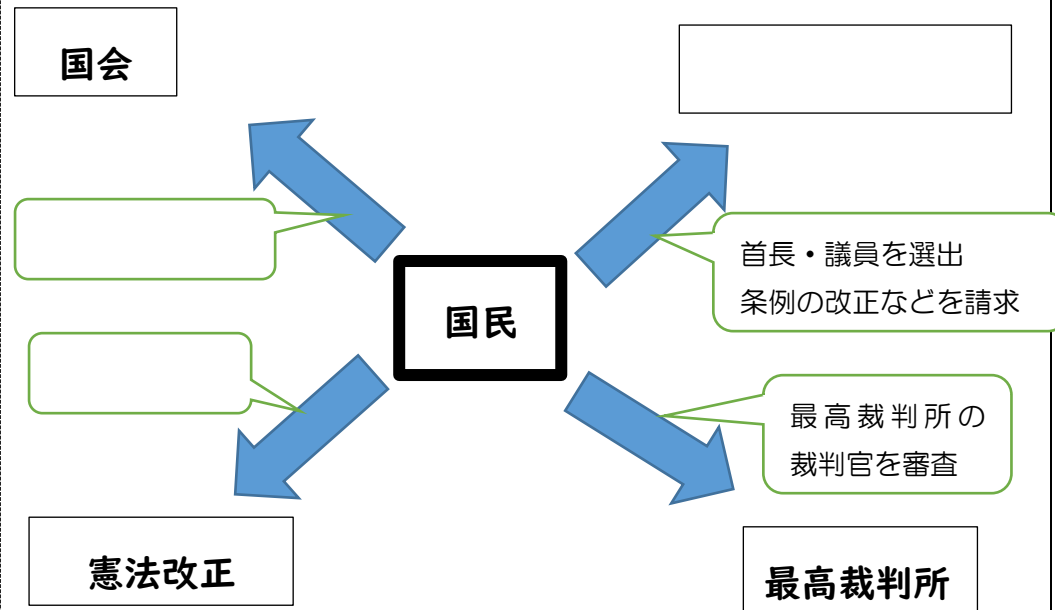 国会
首長・議員を選出
条例の改正などを請求
国民
最高裁判所の
裁判官を審査
憲法改正
最高裁判所